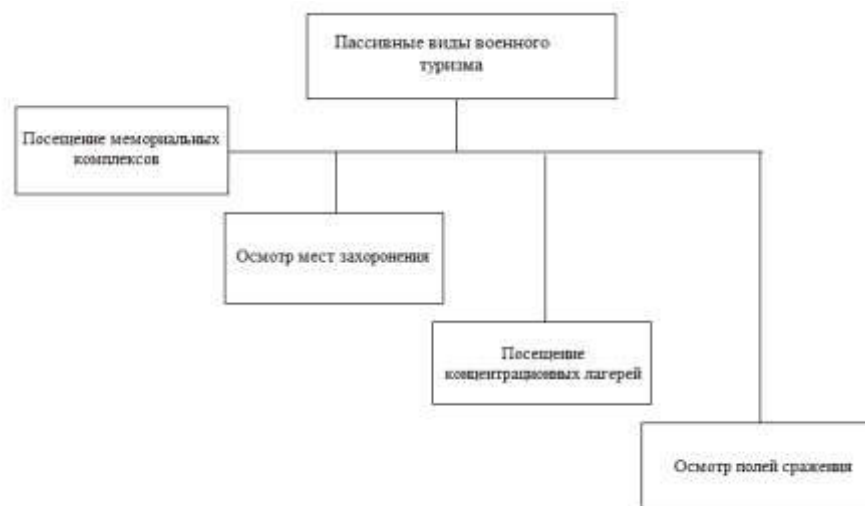 Пассивные виды военного
туризма
Посещение мемориальных
комплексов
Осмотр мест захоронения
Посещение
концентрационных лагерей
Осмотр полей сражения